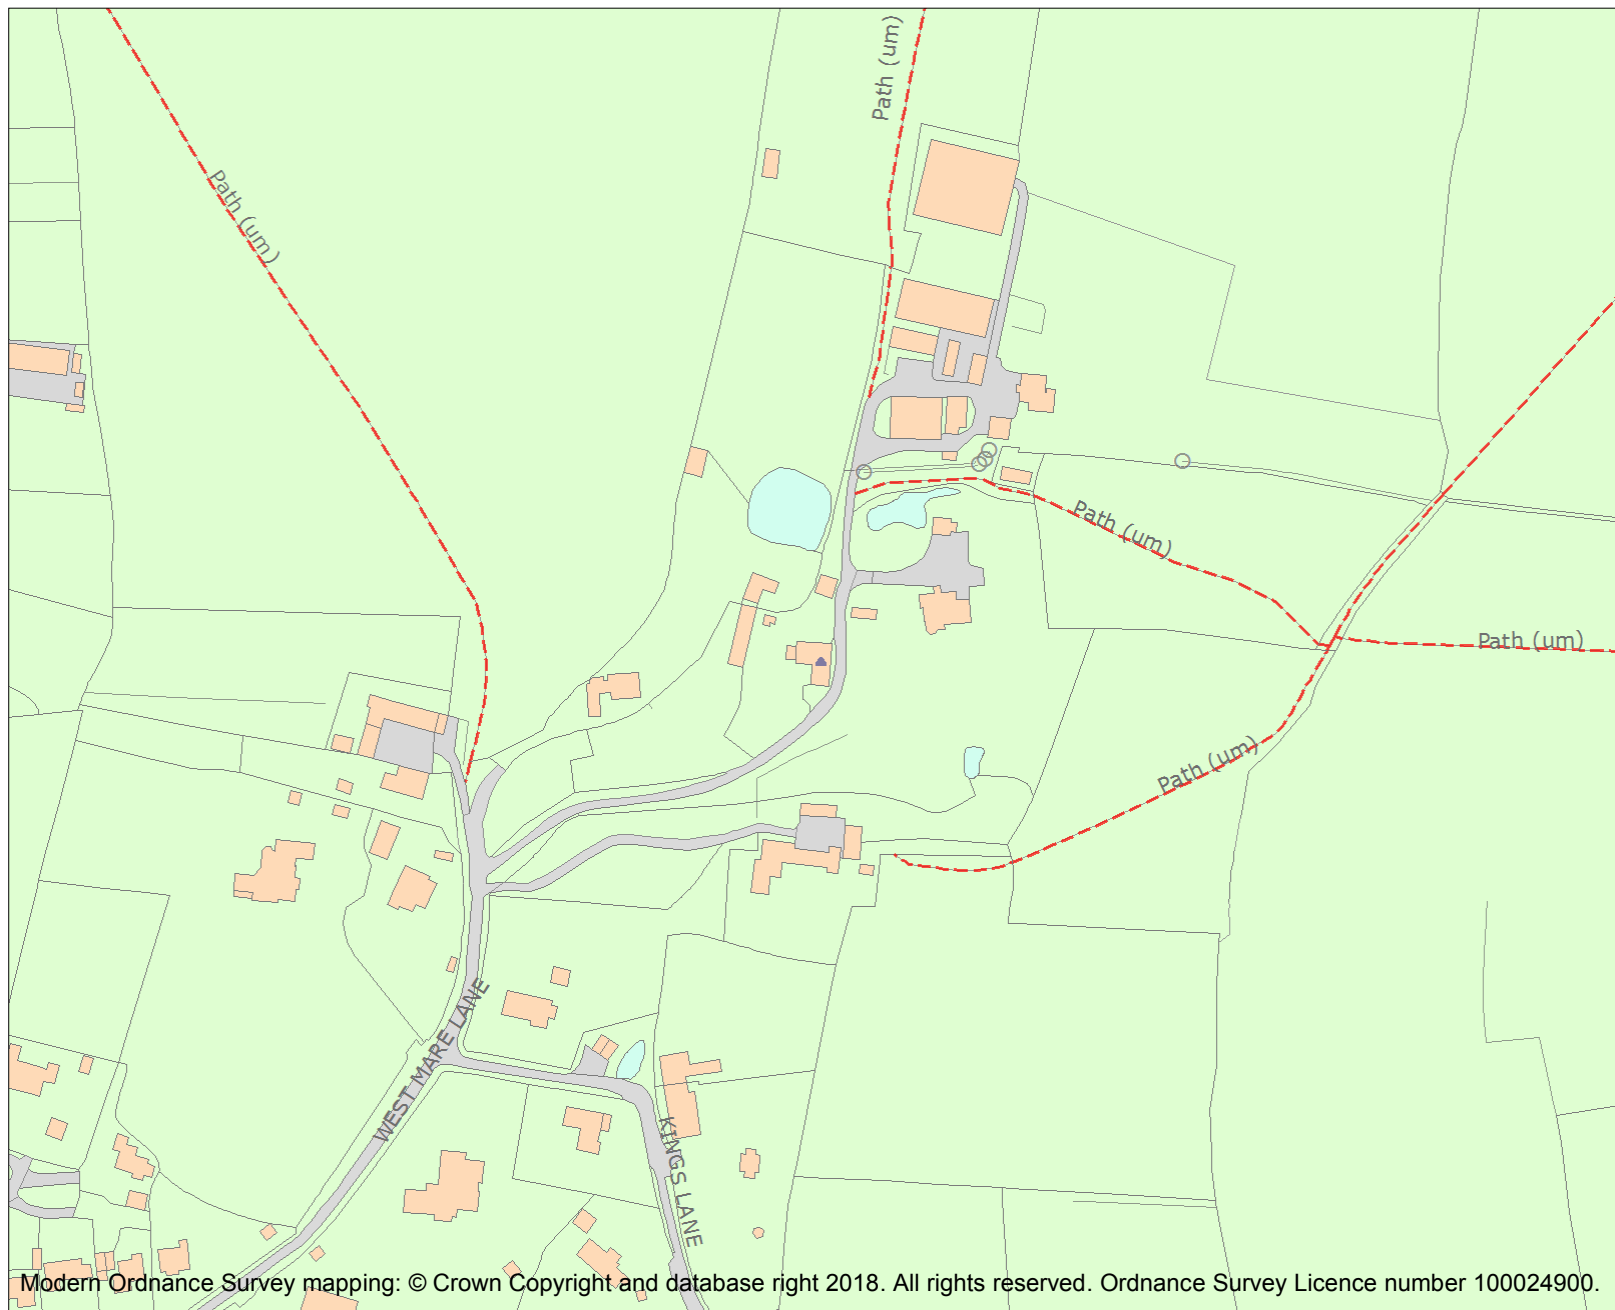 Path (um)
Path (um)
Path (um)
Path (um)
Path (um)
WEST MARE LANE
KINGS LANE
Modern Ordnance Survey mapping: © Crown Copyright and database right 2018. All rights reserved. Ordnance Survey Licence number 100024900.